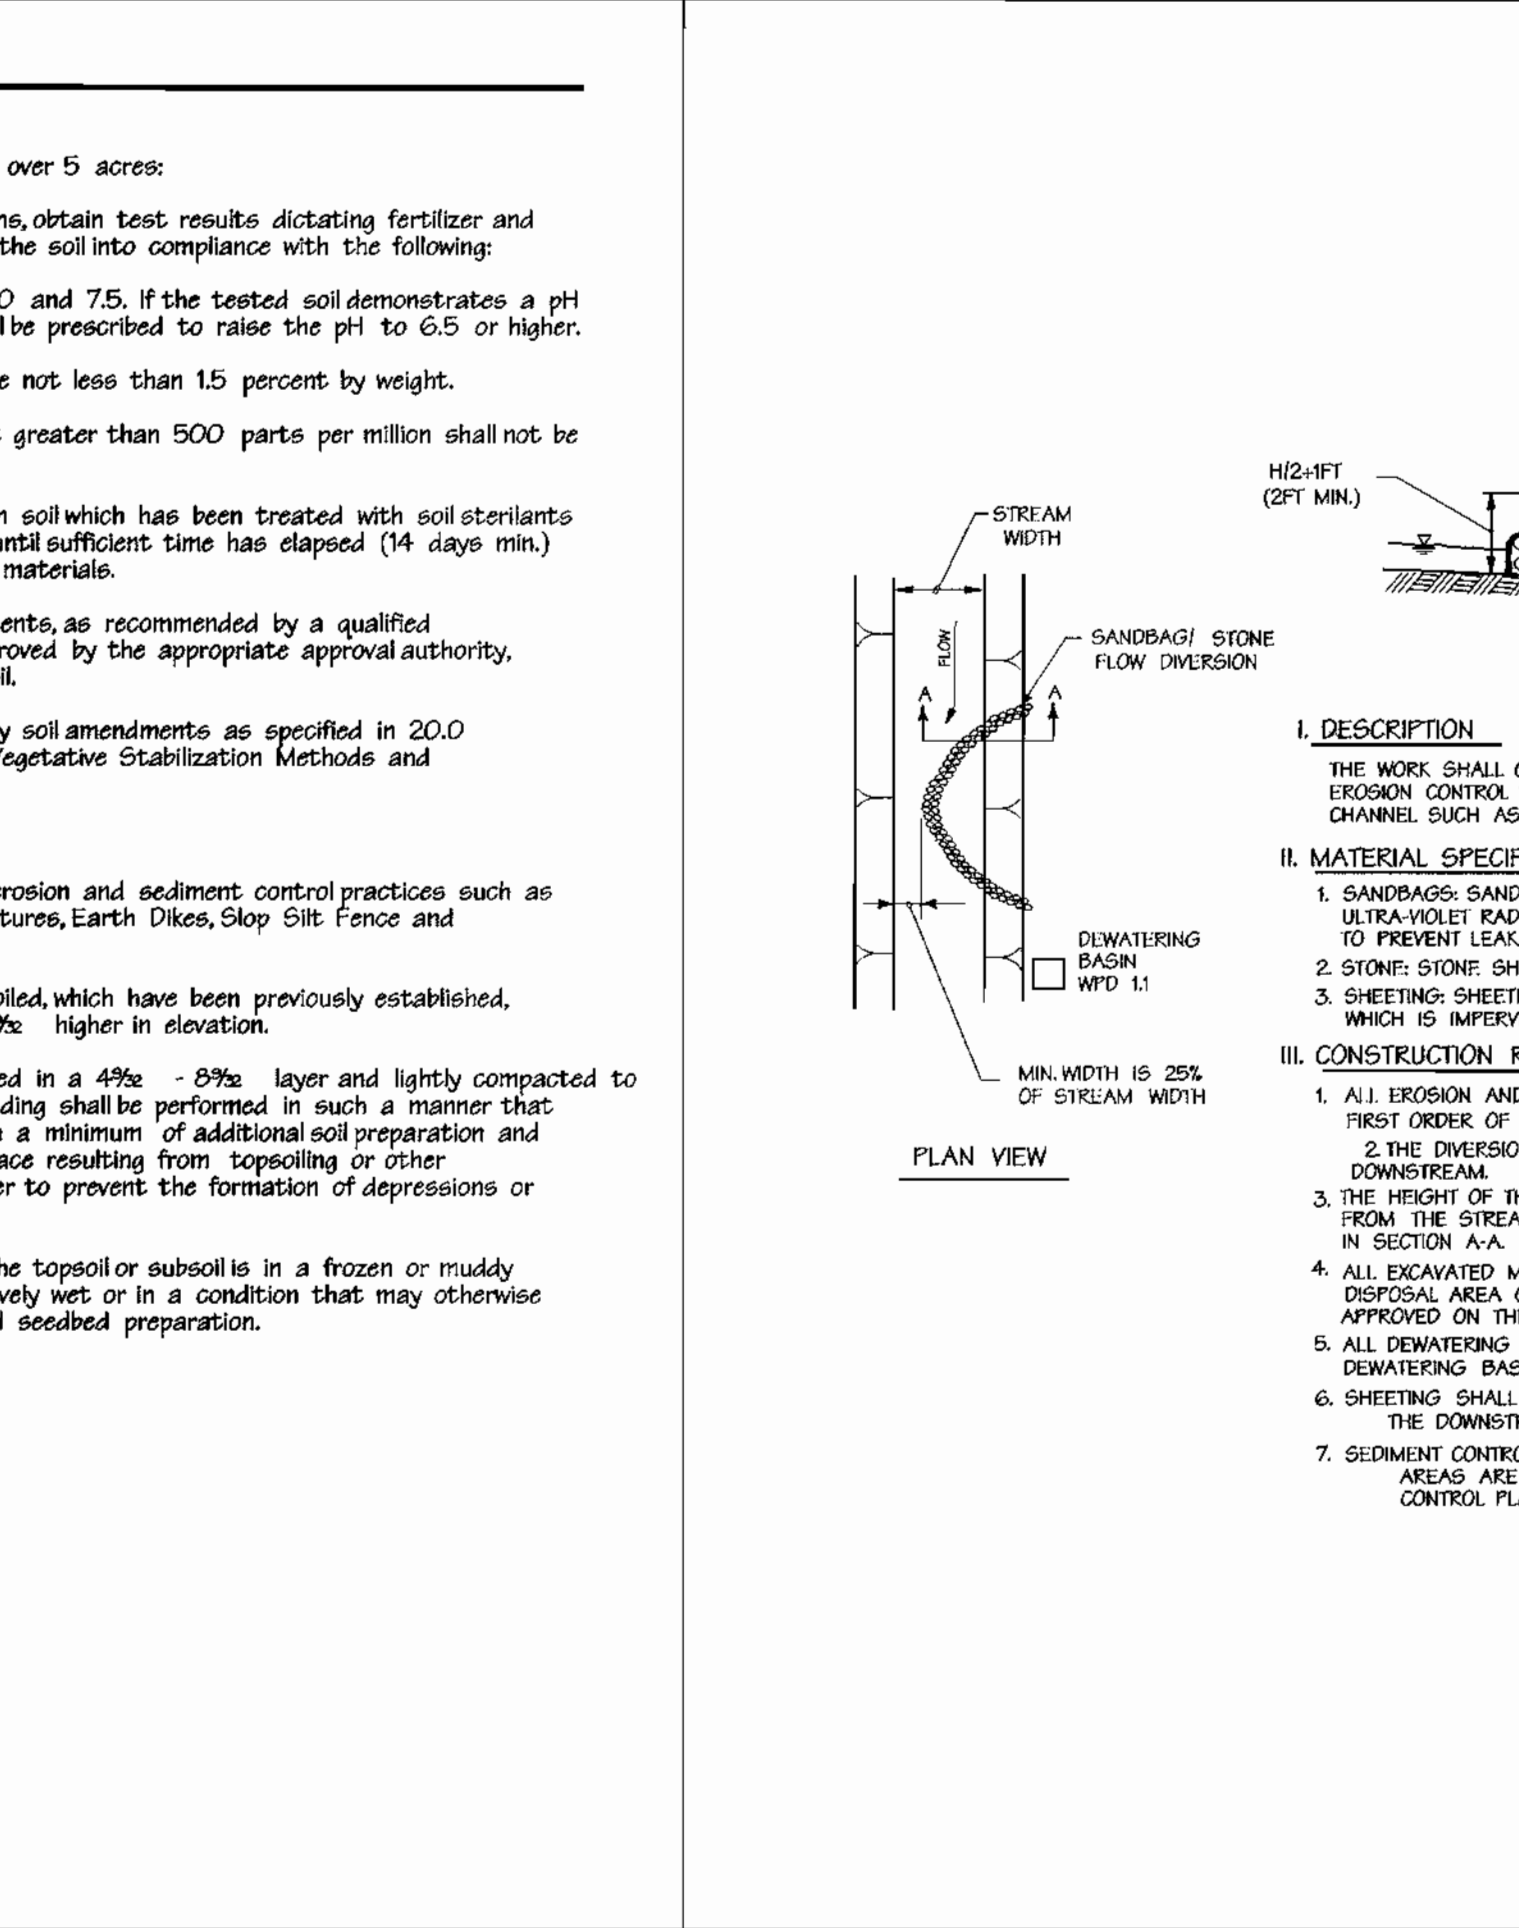 over 5 acres:
ns, obtain test results dictating fertilizer and
the soil into compliance with the following:
0 and 7.5. If the tested soil demonstrates a pH
l be prescribed to raise the pH to 6.5 or higher.
e not less than 1.5 percent by weight.
greater than 500 parts per million shall not be
n soil which has been treated with soil sterilants
until sufficient time has elapsed (14 days min.)
materials.
ents, as recommended by a qualified
roved by the appropriate approval authority,
il.
y soil amendments as specified in 20.0
Vegetative Stabilization Methods and
erosion and sediment control practices such as
tures, Earth Dikes, Slop Silt Fence and
piled, which have been previously established,
higher in elevation.
ed in a 4⁹⁄₃₂ - 8⁹⁄₃₂ layer and lightly compacted to
ding shall be performed in such a manner that
a minimum of additional soil preparation and
ace resulting from topsoiling or other
er to prevent the formation of depressions or
he topsoil or subsoil is in a frozen or muddy
vely wet or in a condition that may otherwise
d seedbed preparation.
H/2+1FT
(2FT MIN.)
STREAM
WIDTH
FLOW
SANDBAG/ STONE
FLOW DIVERSION
A
A
DEWATERING
BASIN
WPD 1.1
MIN. WIDTH IS 25%
OF STREAM WIDTH
PLAN VIEW
I. DESCRIPTION
THE WORK SHALL C
EROSION CONTROL
CHANNEL SUCH AS
II. MATERIAL SPECIF
1. SANDBAGS: SAND
ULTRA-VIOLET RAD
TO PREVENT LEAK
2. STONE: STONE SH
3. SHEETING: SHEETI
WHICH IS IMPERV
III. CONSTRUCTION R
1. ALL EROSION AND
FIRST ORDER OF
2. THE DIVERSIO
DOWNSTREAM.
3. THE HEIGHT OF TH
FROM THE STREA
IN SECTION A-A.
4. ALL EXCAVATED M
DISPOSAL AREA
APPROVED ON TH
5. ALL DEWATERING
DEWATERING BAS
6. SHEETING SHALL
THE DOWNSTR
7. SEDIMENT CONTRO
AREAS ARE
CONTROL PLA